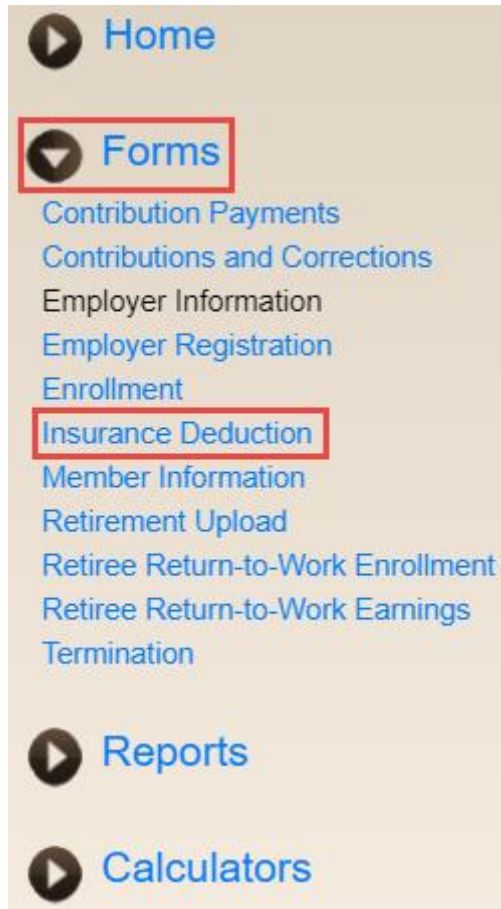 Home
Forms
Contribution Payments
Contributions and Corrections
Employer Information
Employer Registration
Enrollment
Insurance Deduction
Member Information
Retirement Upload
Retiree Return-to-Work Enrollment
Retiree Return-to-Work Earnings
Termination
Reports
Calculators